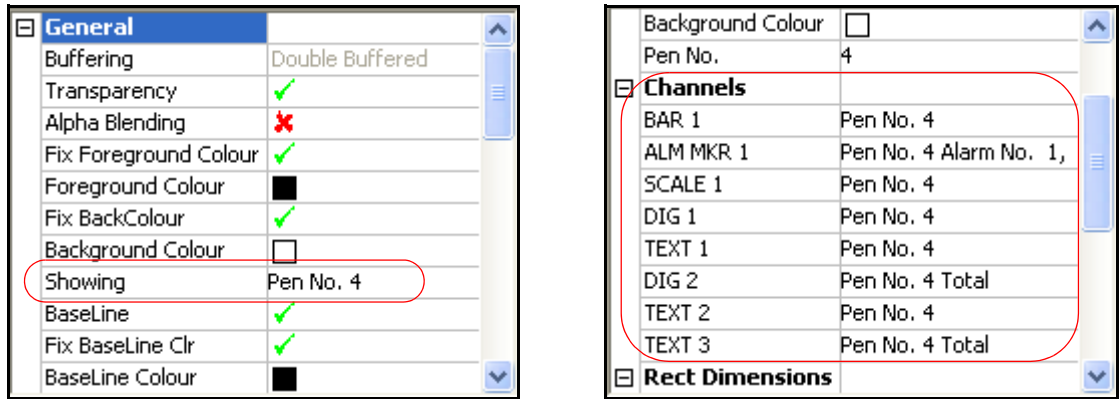 General
Buffering Double Buffered
Transparency
Alpha Blending
Fix Foreground Colour
Foreground Colour
Fix BackColour
Background Colour
Showing Pen No. 4
BaseLine
Fix BaseLine Clr
BaseLine Colour
Background Colour
Pen No. 4
Channels
BAR 1 Pen No. 4
ALM MKR 1 Pen No. 4 Alarm No. 1,
SCALE 1 Pen No. 4
DIG 1 Pen No. 4
TEXT 1 Pen No. 4
DIG 2 Pen No. 4 Total
TEXT 2 Pen No. 4
TEXT 3 Pen No. 4 Total
Rect Dimensions